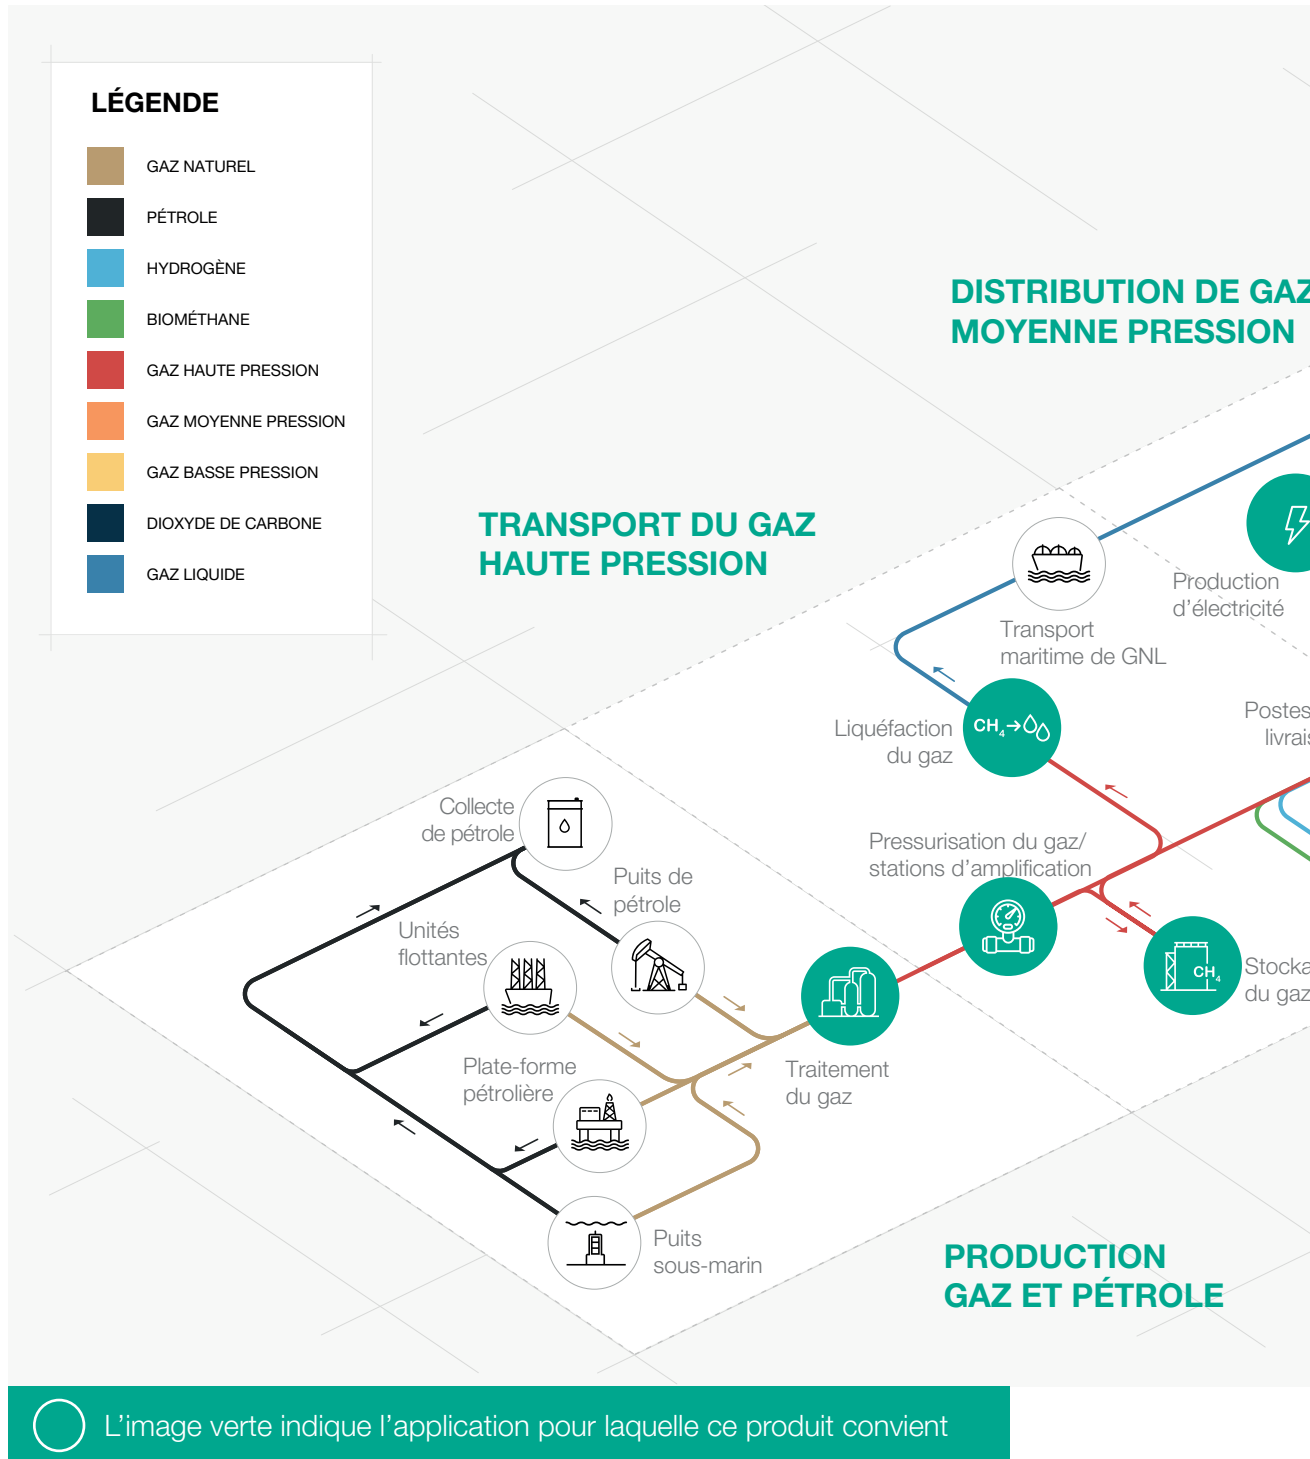 LÉGENDE
GAZ NATUREL
PÉTROLE
HYDROGÈNE
BIOMÉTHANE
GAZ HAUTE PRESSION
GAZ MOYENNE PRESSION
GAZ BASSE PRESSION
DIOXYDE DE CARBONE
GAZ LIQUIDE
DISTRIBUTION DE GAZ
MOYENNE PRESSION
TRANSPORT DU GAZ
HAUTE PRESSION
Production
d'électricité
Transport
maritime de GNL
Postes
Liquéfaction
du gaz
CH₄→
Collecte
de pétrole
Pressurisation du gaz/
stations d'amplification
Puits de
pétrole
Unités
flottantes
CH₄
du gaz
Plate-forme
pétrolière
Traitement
du gaz
Puits
sous-marin
PRODUCTION
GAZ ET PÉTROLE
L'image verte indique l'application pour laquelle ce produit convient